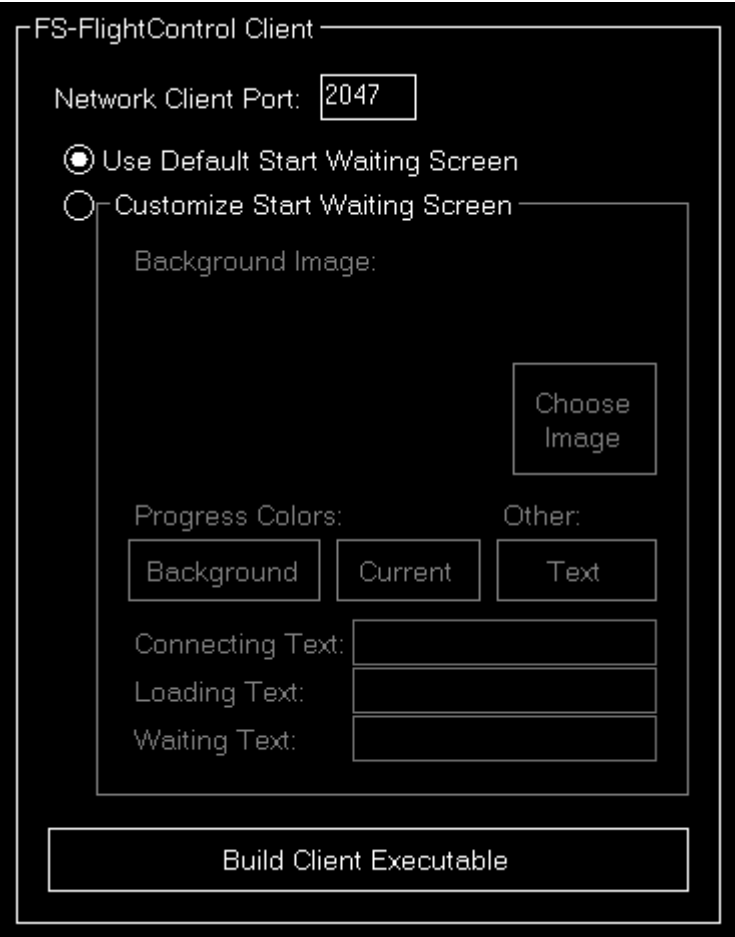 FS-FlightControl Client
Network Client Port: 2047
Use Default Start Waiting Screen
Customize Start Waiting Screen
Background Image:
Choose
Image
Progress Colors: Other:
Background Current Text
Connecting Text:
Loading Text:
Waiting Text:
Build Client Executable